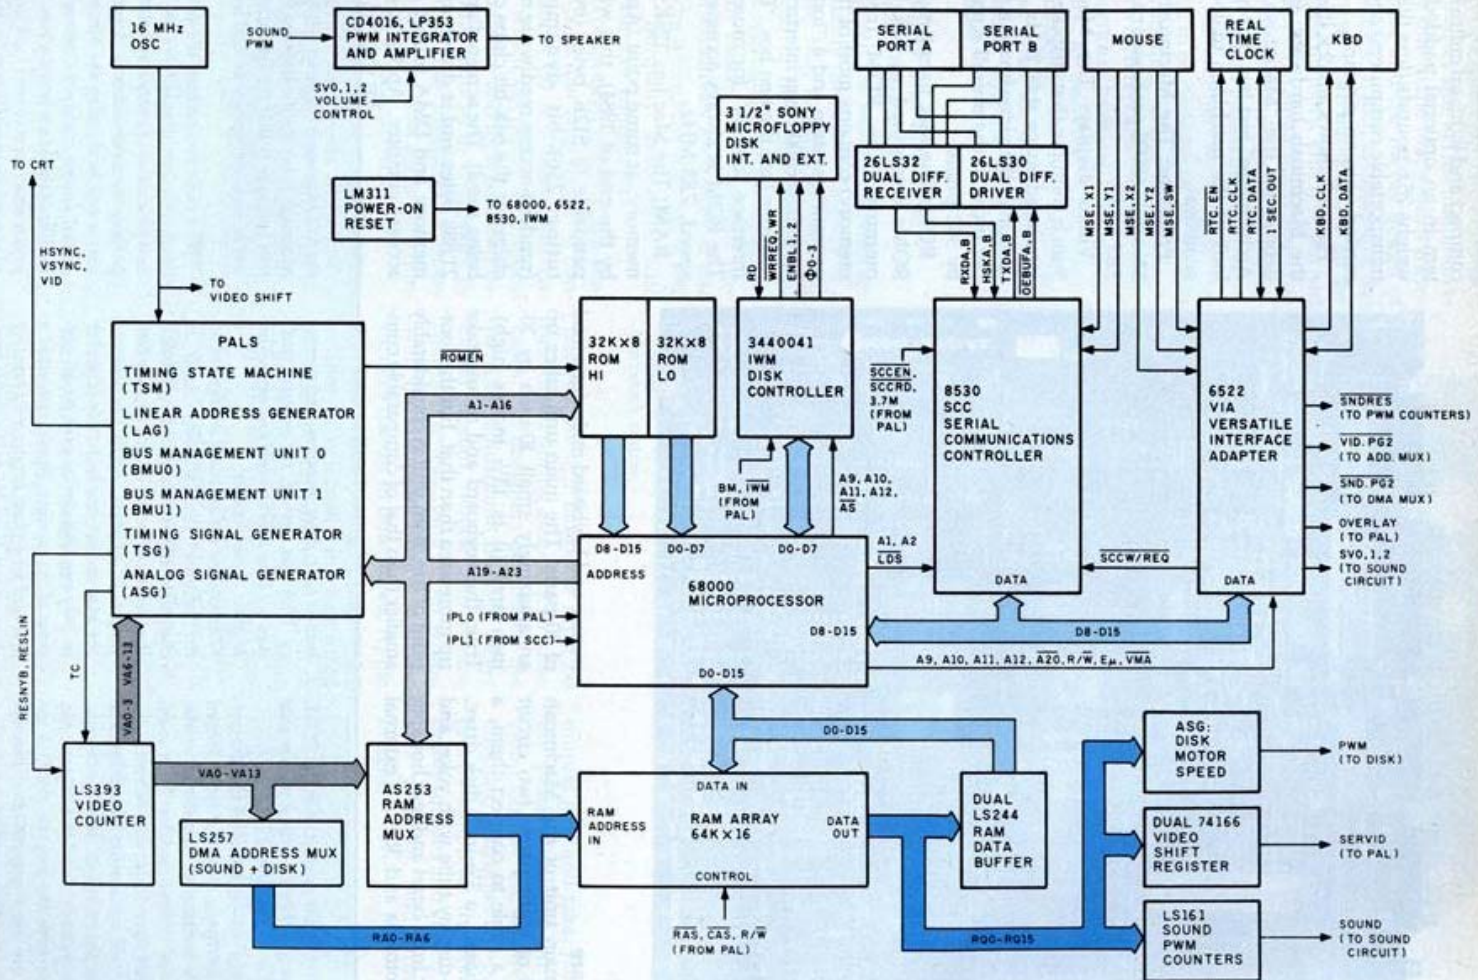 16 MHz
OSC
SOUND
PWM
CD4016, LP353
PWM INTEGRATOR
AND AMPLIFIER
TO SPEAKER
SV0,1,2
VOLUME
CONTROL
SERIAL
PORT A
SERIAL
PORT B
MOUSE
REAL
TIME
CLOCK
KBD
3 1/2" SONY
MICROFLOPPY
DISK
INT. AND EXT.
26LS32
DUAL DIFF.
RECEIVER
26LS30
DUAL DIFF.
DRIVER
TO CRT
LM311
POWER-ON
RESET
TO 68000, 6522,
8530, IWM
HSYNC,
VSYNC,
VID
TO
VIDEO SHIFT
RD
WRREQ, WR
ENBL 1, 2
Φ0-3
RXDA,B
HSKA,B
TXDA,B
OEBUFA,B
MSE, X1
MSE, Y1
MSE, X2
MSE, Y2
MSE, SW
RTC, EN
RTC, CLK
RTC, DATA
1 SEC. OUT
KBD, CLK
KBD, DATA
PALS
TIMING STATE MACHINE
(TSM)
LINEAR ADDRESS GENERATOR
(LAG)
BUS MANAGEMENT UNIT 0
(BMU0)
BUS MANAGEMENT UNIT 1
(BMU1)
TIMING SIGNAL GENERATOR
(TSG)
ANALOG SIGNAL GENERATOR
(ASG)
ROMEN
A1-A16
A19-A23
32K×8
ROM
HI
32K×8
ROM
LO
3440041
IWM
DISK
CONTROLLER
SCCEN,
SCCRD,
3.7M
(FROM
PAL)
8530
SCC
SERIAL
COMMUNICATIONS
CONTROLLER
DATA
6522
VIA
VERSATILE
INTERFACE
ADAPTER
DATA
SNDRES
(TO PWM COUNTERS)
VID. PG2
(TO ADD. MUX)
SND. PG2
(TO DMA MUX)
OVERLAY
(TO PAL)
SV0,1,2
(TO SOUND
CIRCUIT)
BM, IWM
(FROM
PAL)
A9, A10,
A11, A12,
AS
A1, A2
LDS
SCCW/REQ
D8-D15
D0-D7
D0-D7
ADDRESS
68000
MICROPROCESSOR
D8-D15
D0-D15
IPL0 (FROM PAL)
IPL1 (FROM SCC)
D8-D15
A9, A10, A11, A12, A20, R/W, Eμ, VMA
RESNYB, RESLIN
TC
VA0-3 VA6-13
LS393
VIDEO
COUNTER
VA0-VA13
LS257
DMA ADDRESS MUX
(SOUND + DISK)
AS253
RAM
ADDRESS
MUX
RA0-RA6
D0-D15
DATA IN
RAM
ADDRESS
IN
RAM ARRAY
64K×16
DATA
OUT
CONTROL
RAS, CAS, R/W
(FROM PAL)
DUAL
LS244
RAM
DATA
BUFFER
RQ0-RQ15
ASG:
DISK
MOTOR
SPEED
PWM
(TO DISK)
DUAL 74166
VIDEO
SHIFT
REGISTER
SERVID
(TO PAL)
LS161
SOUND
PWM
COUNTERS
SOUND
(TO SOUND
CIRCUIT)